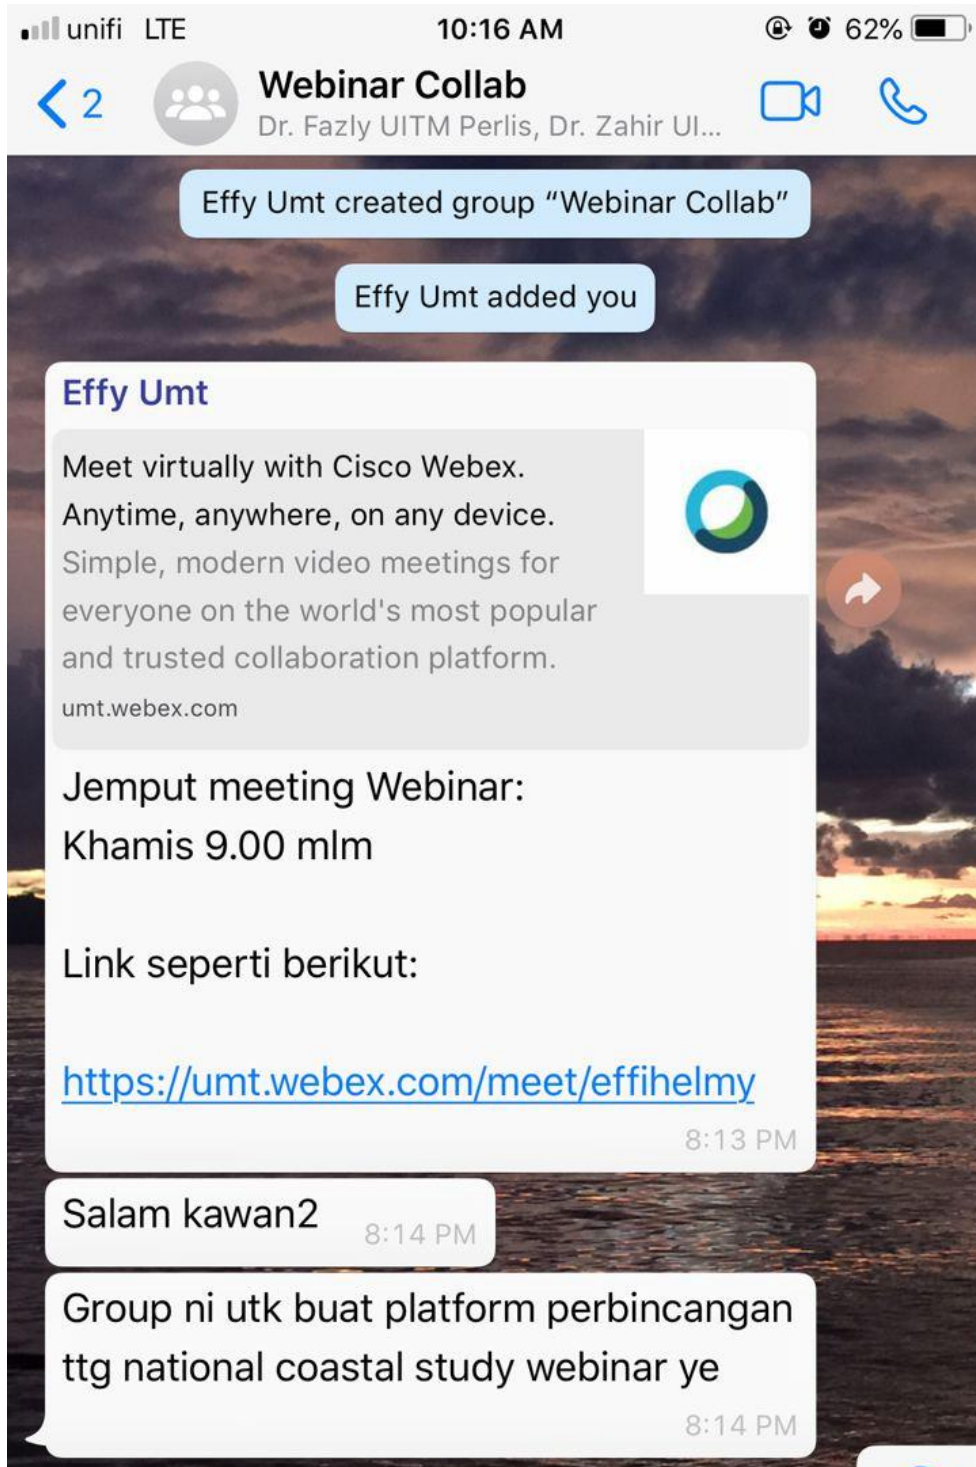 unifi LTE 10:16 AM 62%
2 Webinar Collab
Dr. Fazly UITM Perlis, Dr. Zahir UI...
Effy Umt created group “Webinar Collab”
Effy Umt added you
Effy Umt
Meet virtually with Cisco Webex.
Anytime, anywhere, on any device.
Simple, modern video meetings for
everyone on the world's most popular
and trusted collaboration platform.
umt.webex.com
Jemput meeting Webinar:
Khamis 9.00 mlm
Link seperti berikut:
https://umt.webex.com/meet/effihelmy
8:13 PM
Salam kawan2 8:14 PM
Group ni utk buat platform perbincangan
ttg national coastal study webinar ye
8:14 PM